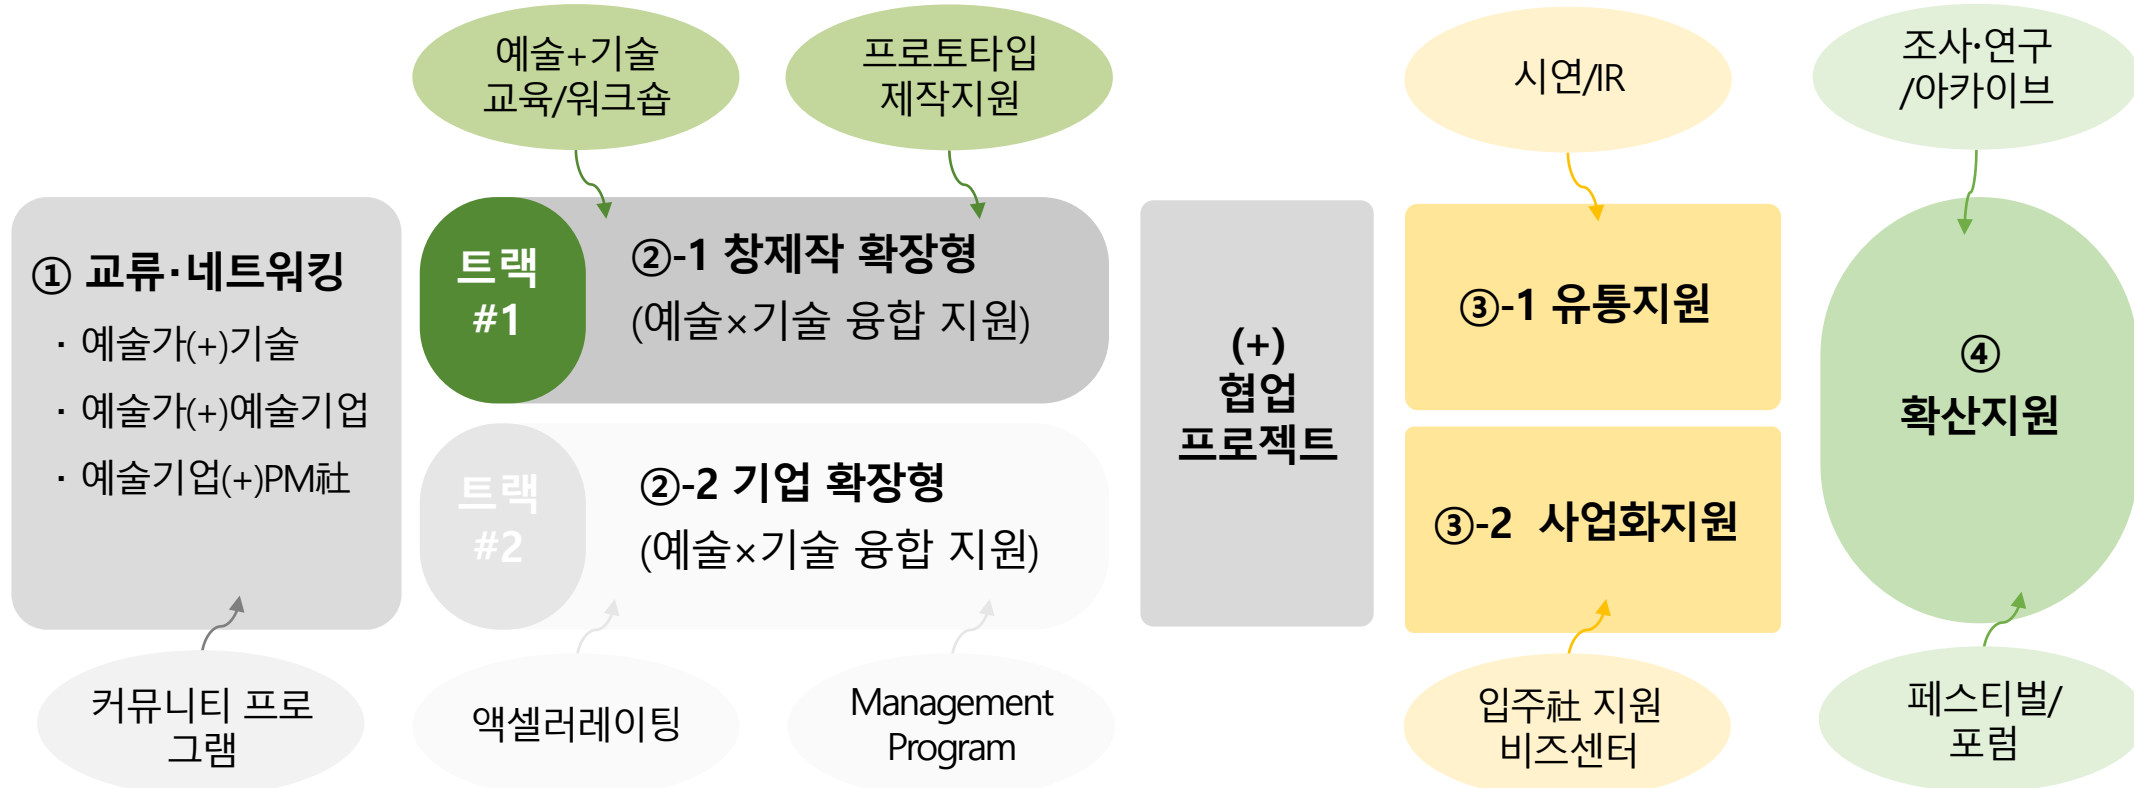 예술+기술
교육/워크숍
프로토타입
제작지원
시연/IR
조사·연구
/아카이브
① 교류·네트워킹
· 예술가(+)기술
· 예술가(+)예술기업
· 예술기업(+)PM社
트랙
#1
②-1 창제작 확장형
(예술×기술 융합 지원)
트랙
#2
②-2 기업 확장형
(예술×기술 융합 지원)
(+)
협업
프로젝트
③-1 유통지원
③-2 사업화지원
④
확산지원
커뮤니티 프로
그램
액셀러레이팅
Management
Program
입주社 지원
비즈센터
페스티벌/
포럼